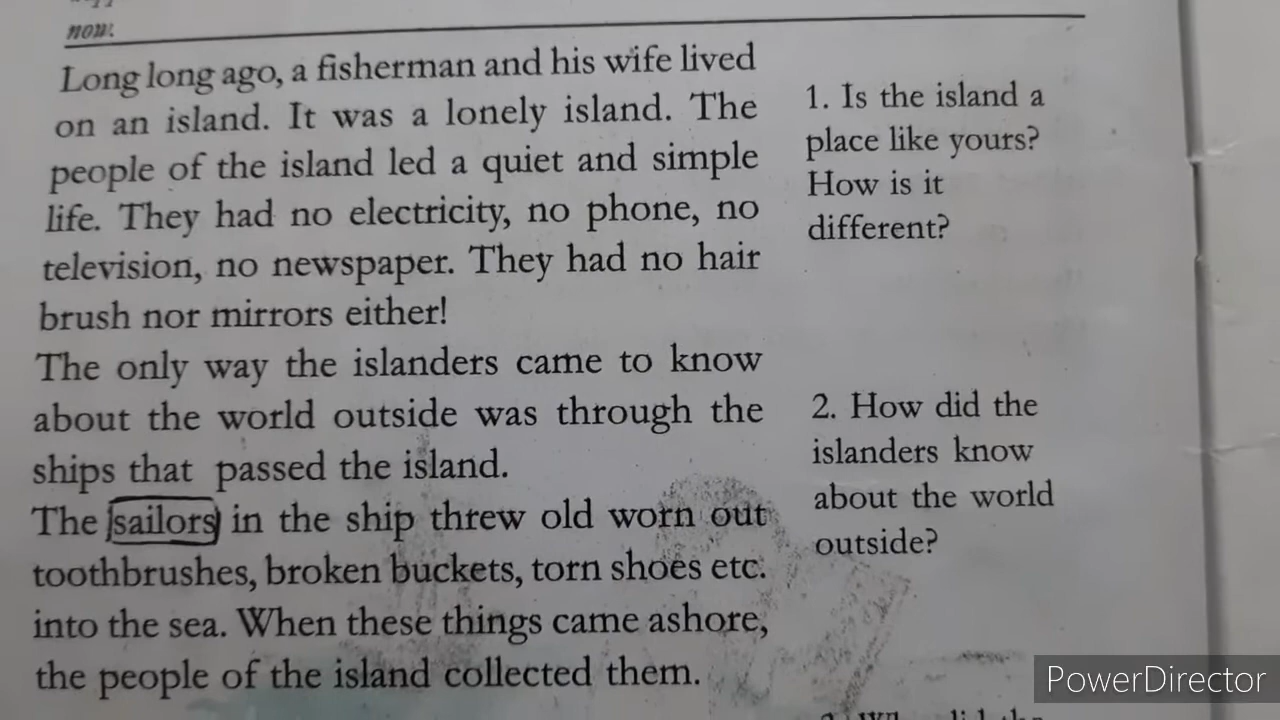 now.
Long long ago, a fisherman and his wife lived
on an island. It was a lonely island. The
people of the island led a quiet and simple
life. They had no electricity, no phone, no
television, no newspaper. They had no hair
brush nor mirrors either!
The only way the islanders came to know
about the world outside was through the
ships that passed the island.
The sailors in the ship threw old worn out
toothbrushes, broken buckets, torn shoes etc.
into the sea. When these things came ashore,
the people of the island collected them.
1. Is the island a
place like yours?
How is it
different?
2. How did the
islanders know
about the world
outside?
PowerDirector